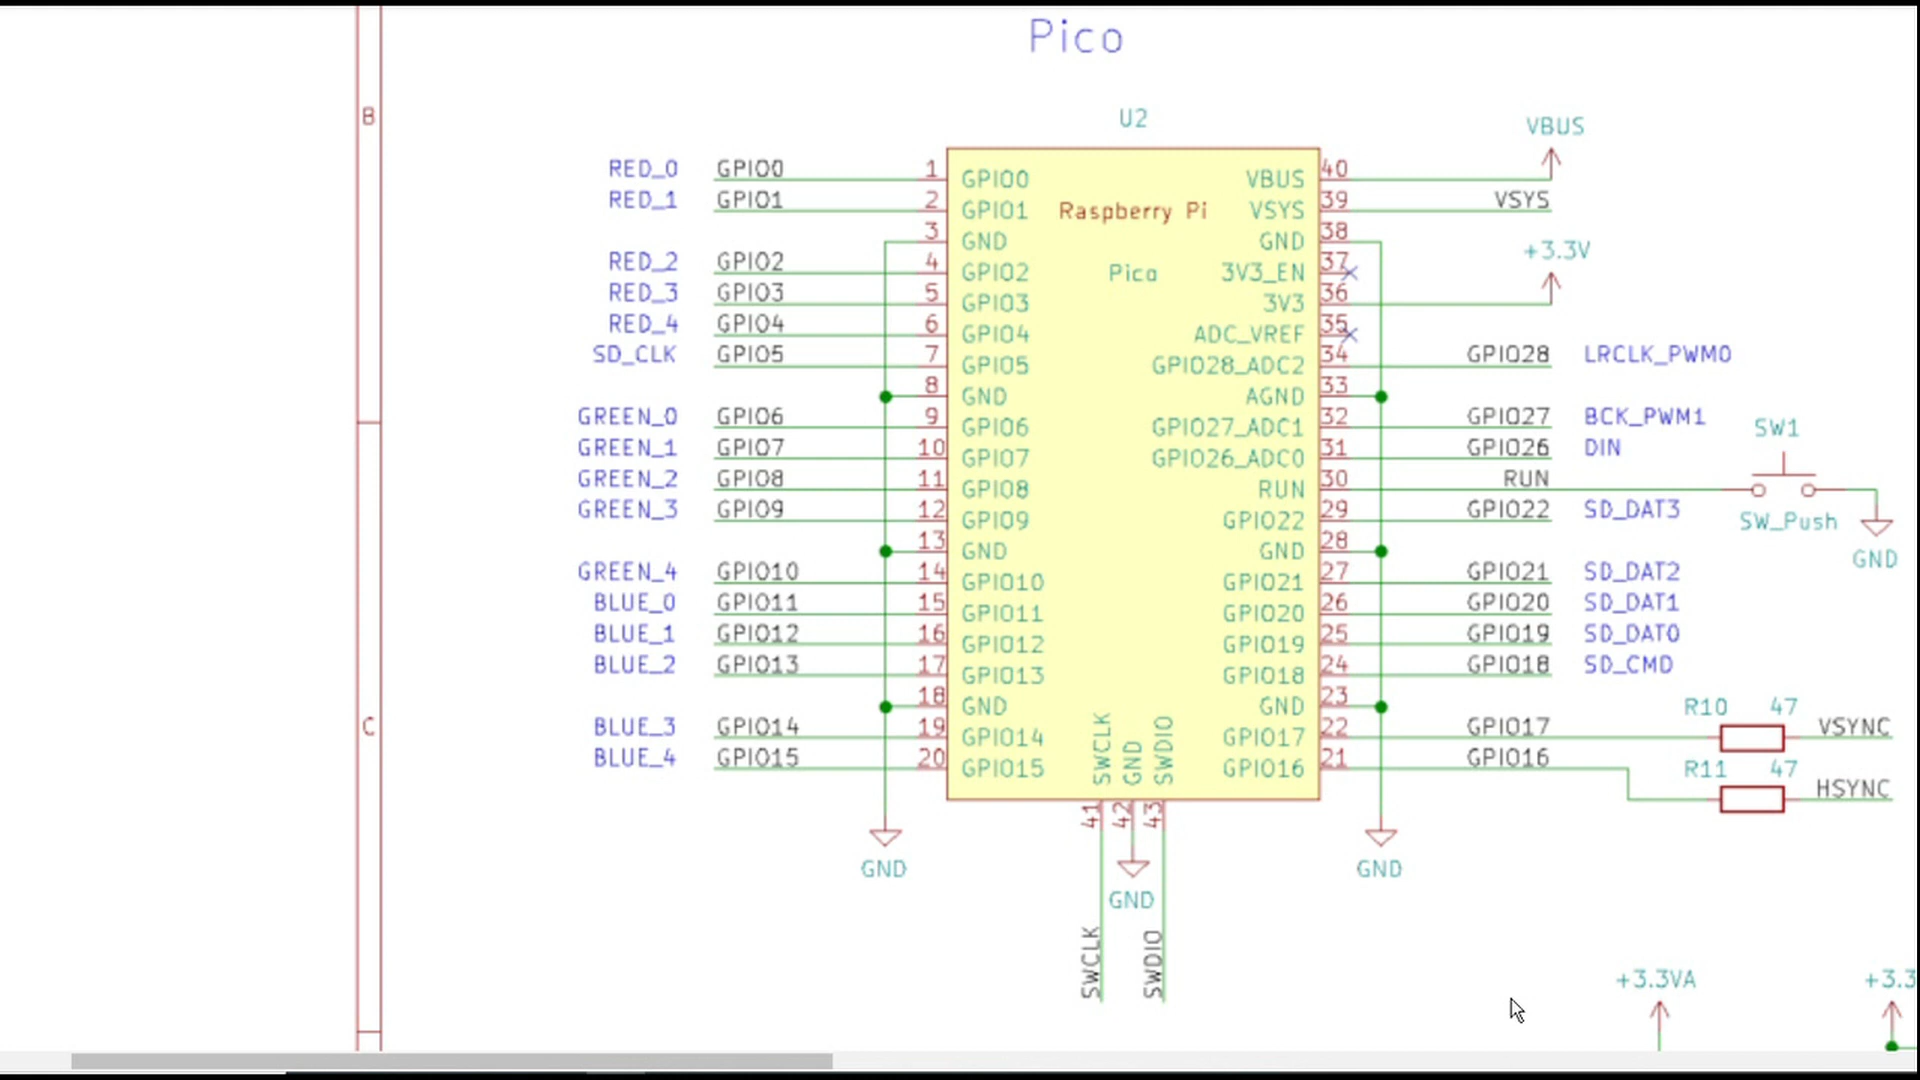 Pico
B
U2
VBUS
RED_0 GPIO0 1 GPIO0 VBUS 40
RED_1 GPIO1 2 GPIO1 Raspberry Pi VSYS 39 VSYS
3 GND GND 38
+3.3V
RED_2 GPIO2 4 GPIO2 Pico 3V3_EN 37
RED_3 GPIO3 5 GPIO3 3V3 36
RED_4 GPIO4 6 GPIO4 ADC_VREF 35
SD_CLK GPIO5 7 GPIO5 GPIO28_ADC2 34 GPIO28 LRCLK_PWM0
8 GND AGND 33
GREEN_0 GPIO6 9 GPIO6 GPIO27_ADC1 32 GPIO27 BCK_PWM1
SW1
GREEN_1 GPIO7 10 GPIO7 GPIO26_ADC0 31 GPIO26 DIN
GREEN_2 GPIO8 11 GPIO8 RUN 30 RUN
GREEN_3 GPIO9 12 GPIO9 GPIO22 29 GPIO22 SD_DAT3
SW_Push
13 GND GND 28
GND
GREEN_4 GPIO10 14 GPIO10 GPIO21 27 GPIO21 SD_DAT2
BLUE_0 GPIO11 15 GPIO11 GPIO20 26 GPIO20 SD_DAT1
BLUE_1 GPIO12 16 GPIO12 GPIO19 25 GPIO19 SD_DAT0
BLUE_2 GPIO13 17 GPIO13 GPIO18 24 GPIO18 SD_CMD
18 GND GND 23
R10 47
C
BLUE_3 GPIO14 19 GPIO14 GPIO17 22 GPIO17 VSYNC
BLUE_4 GPIO15 20 GPIO15 GPIO16 21 GPIO16
R11 47
HSYNC
SWCLK GND SWDIO
41 42 43
GND GND
GND
SWCLK SWDIO
+3.3VA +3.3